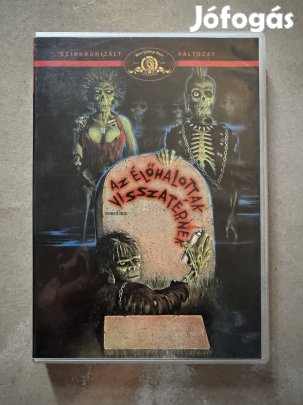 Jófogás
SZINKRONIZÁLT VÁLTOZAT
AZ ÉLŐHALOTTAK
VISSZATÉRNEK